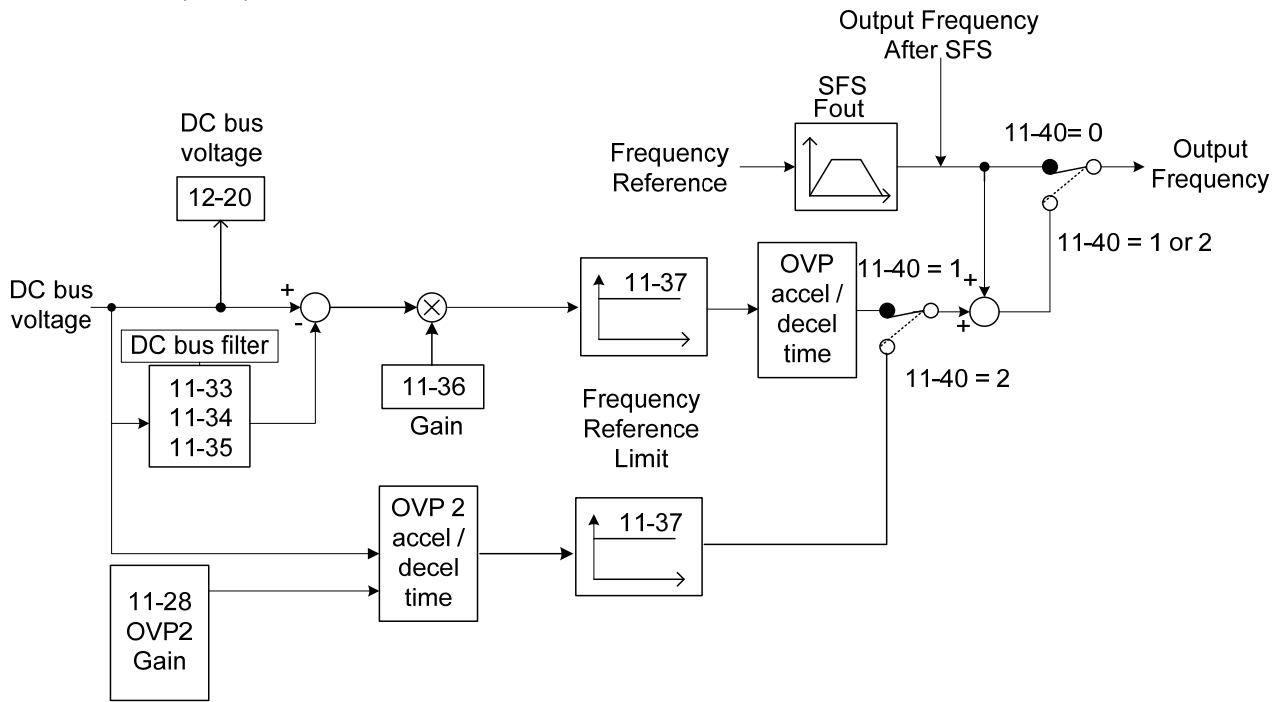 Output Frequency
After SFS
SFS
Fout
11-40= 0
DC bus
voltage
Frequency
Reference
Output
Frequency
12-20
11-40 = 1 or 2
OVP
accel /
decel
time
11-40 = 1
+
11-37
DC bus
voltage
+
-
+
DC bus filter
11-33
11-34
11-35
11-36
Gain
11-40 = 2
Frequency
Reference
Limit
OVP 2
accel /
decel
time
11-37
11-28
OVP2
Gain